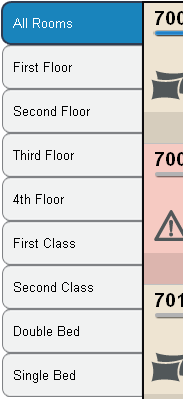 All Rooms
First Floor
Second Floor
Third Floor
4th Floor
First Class
Second Class
Double Bed
Single Bed
700
700
701